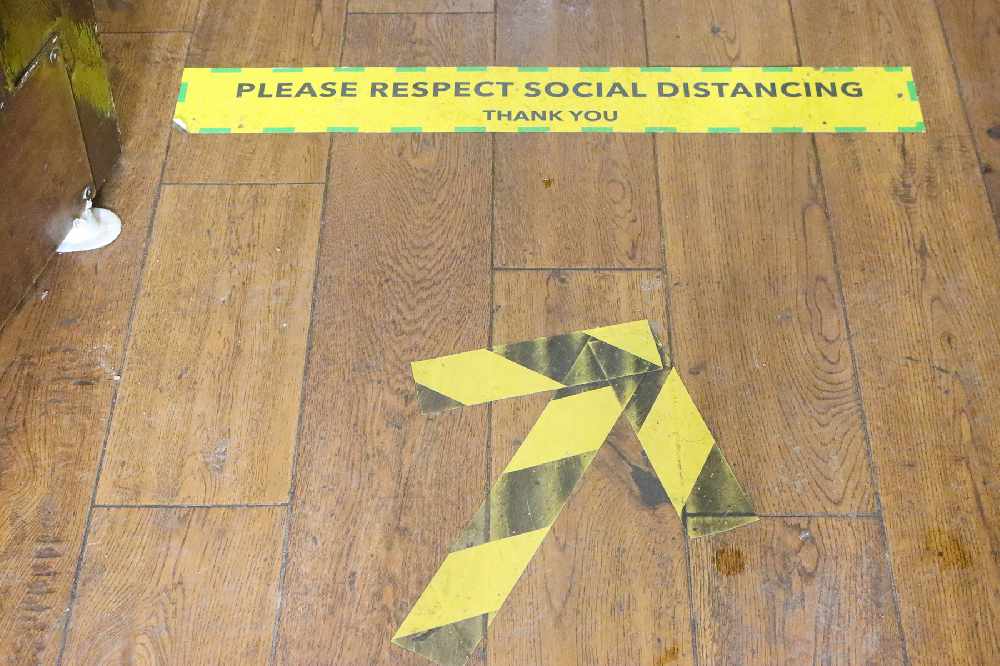 PLEASE RESPECT SOCIAL DISTANCING
THANK YOU